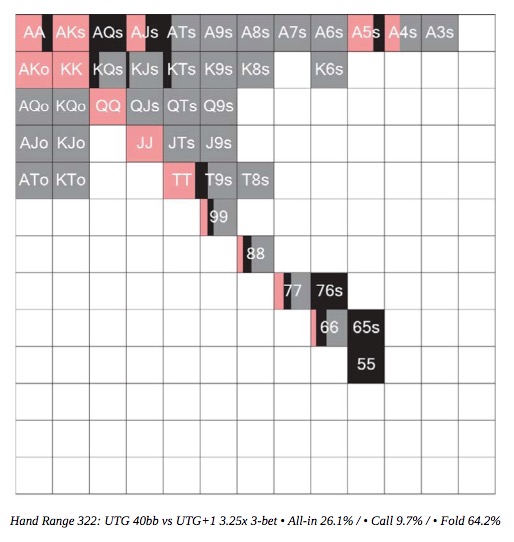 AA AKs AQs AJs ATs A9s A8s A7s A6s A5s A4s A3s
AKo KK KQs KJs KTs K9s K8s K6s
AQo KQo QQ QJs QTs Q9s
AJo KJo JJ JTs J9s
ATo KTo TT T9s T8s
99
88
77 76s
66 65s
55
Hand Range 322: UTG 40bb vs UTG+1 3.25x 3-bet • All-in 26.1% / • Call 9.7% / • Fold 64.2%